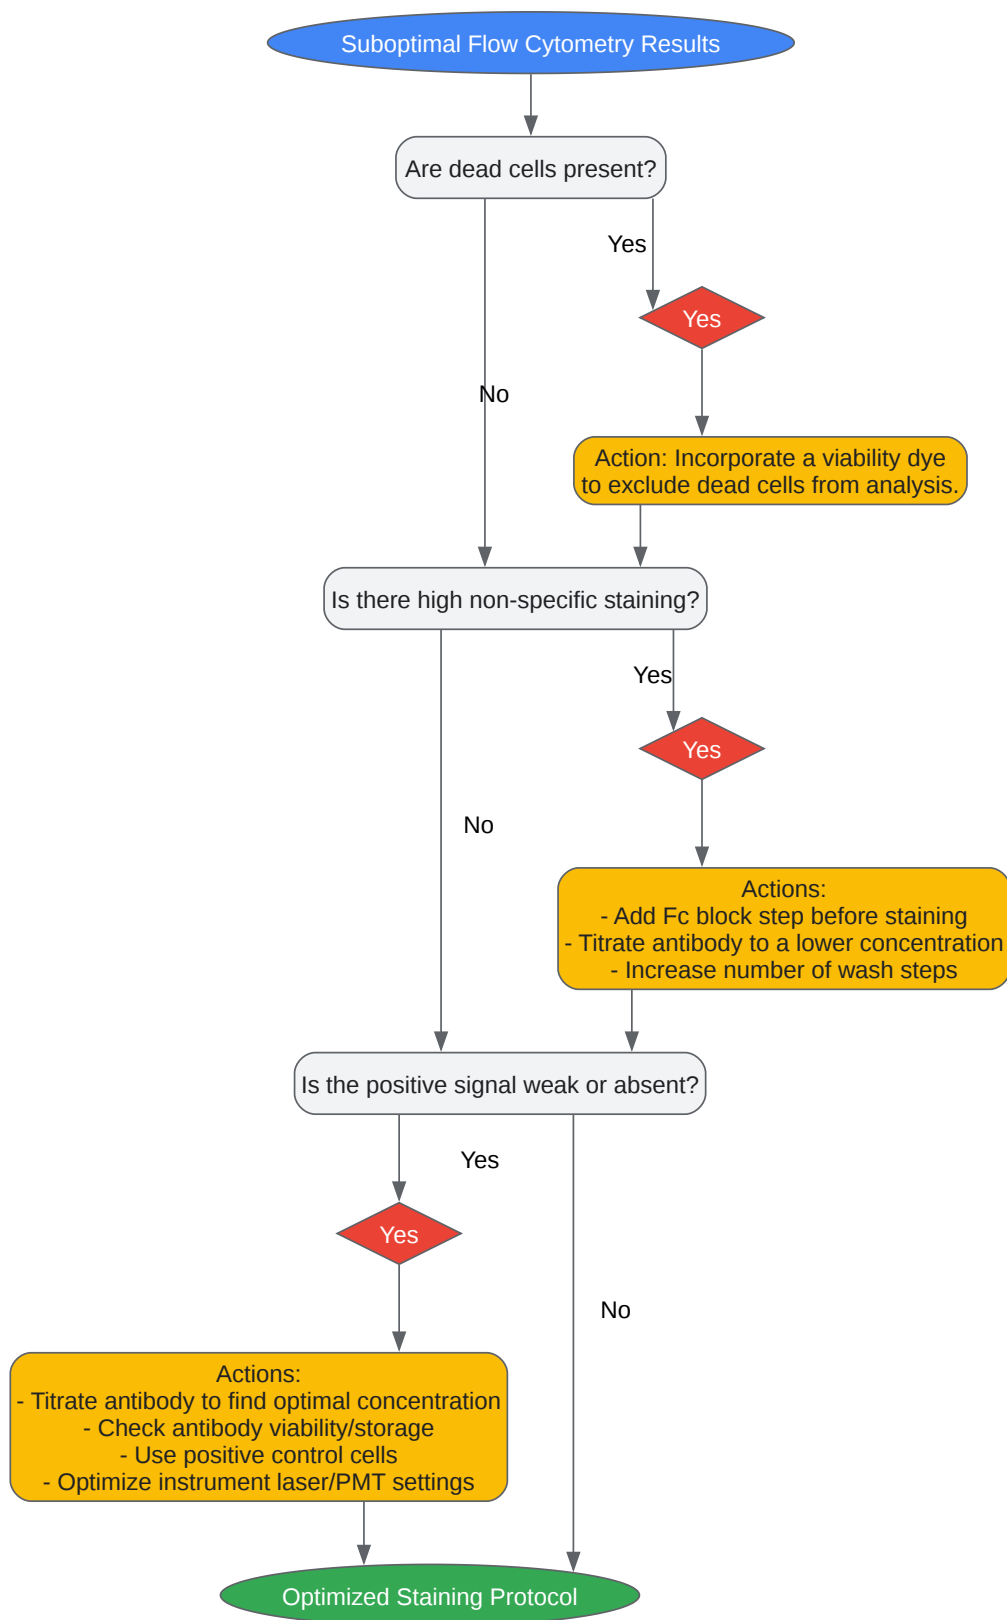 Suboptimal Flow Cytometry Results
Are dead cells present?
Yes
Yes
No
Action: Incorporate a viability dye
to exclude dead cells from analysis.
Is there high non-specific staining?
Yes
Yes
No
Actions:
- Add Fc block step before staining
- Titrate antibody to a lower concentration
- Increase number of wash steps
Is the positive signal weak or absent?
Yes
Yes
No
Actions:
- Titrate antibody to find optimal concentration
- Check antibody viability/storage
- Use positive control cells
- Optimize instrument laser/PMT settings
Optimized Staining Protocol